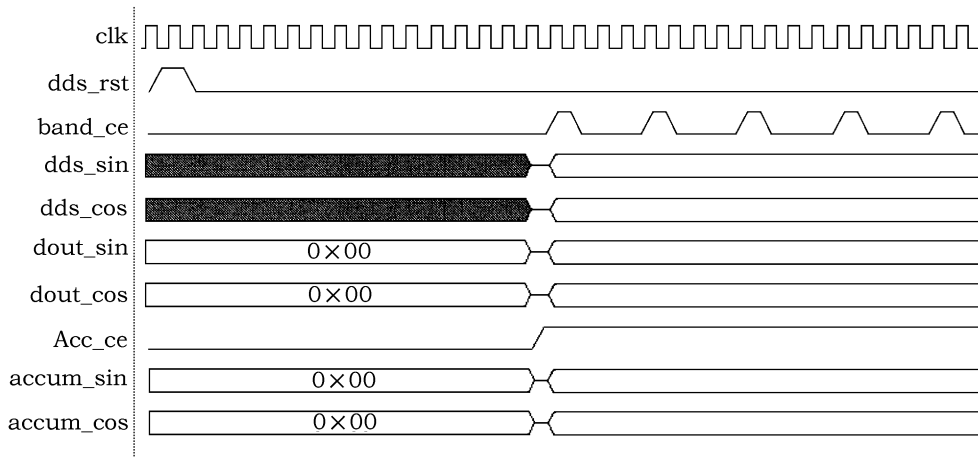 clk
dds_rst
band_ce
dds_sin
dds_cos
dout_sin 0×00
dout_cos 0×00
Acc_ce
accum_sin 0×00
accum_cos 0×00